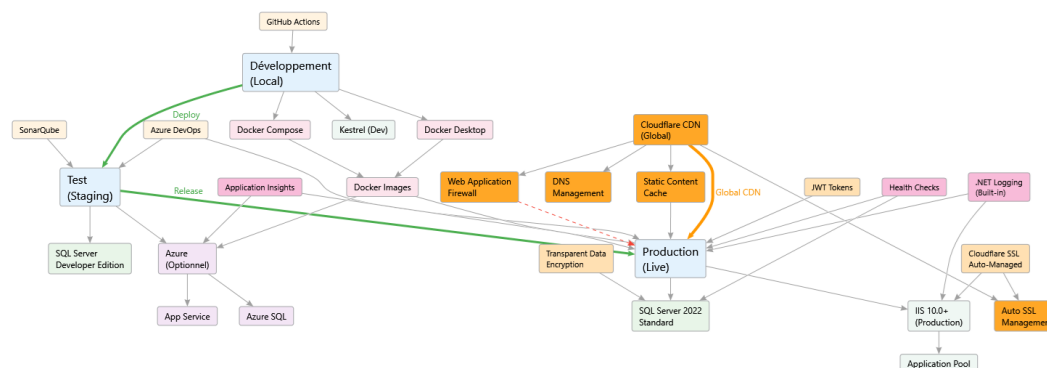 GitHub Actions
Développement
(Local)
Deploy
SonarQube
Azure DevOps
Docker Compose
Kestrel (Dev)
Docker Desktop
Cloudflare CDN
(Global)
Test
(Staging)
Release
Application Insights
Docker Images
Web Application
Firewall
DNS
Management
Static Content
Cache
Global CDN
JWT Tokens
Health Checks
.NET Logging
(Built-in)
SQL Server
Developer Edition
Azure
(Optionnel)
Transparent Data
Encryption
Production
(Live)
Cloudflare SSL
Auto-Managed
App Service
Azure SQL
SQL Server 2022
Standard
IIS 10.0+
(Production)
Auto SSL
Management
Application Pool